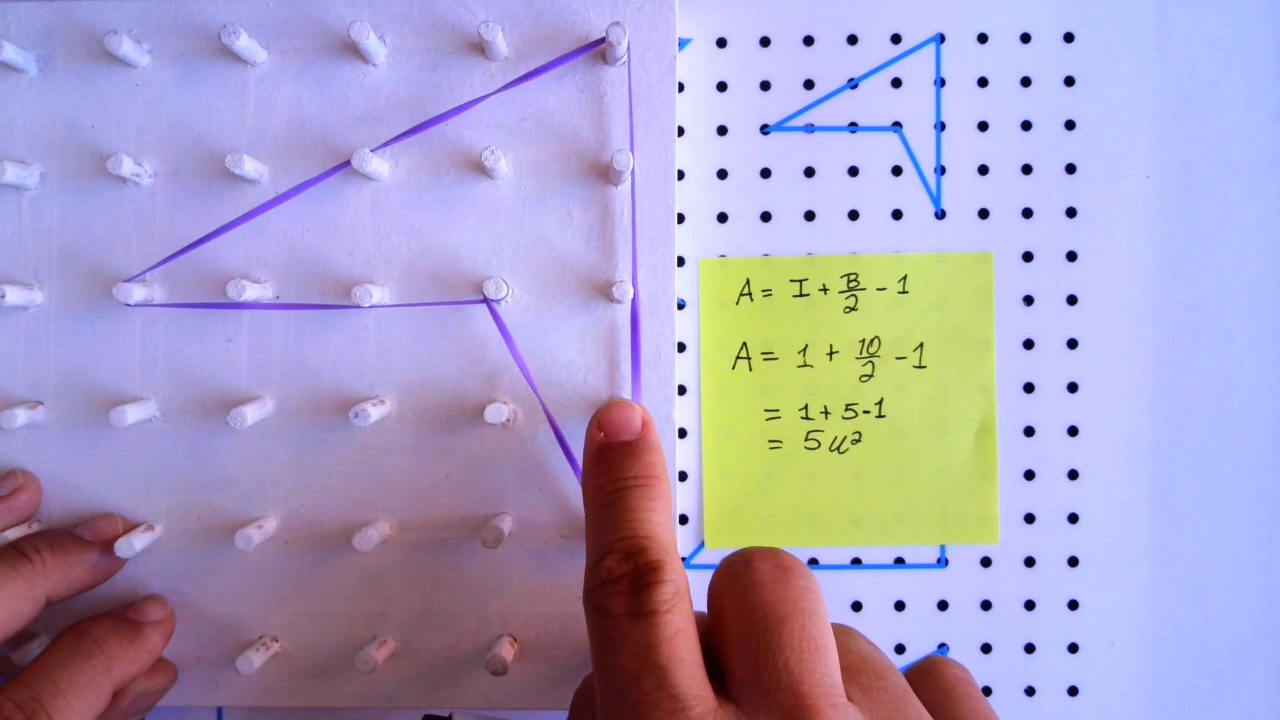 A = I + B/2 - 1
A = 1 + 10/2 - 1
= 1 + 5 - 1
= 5 u²